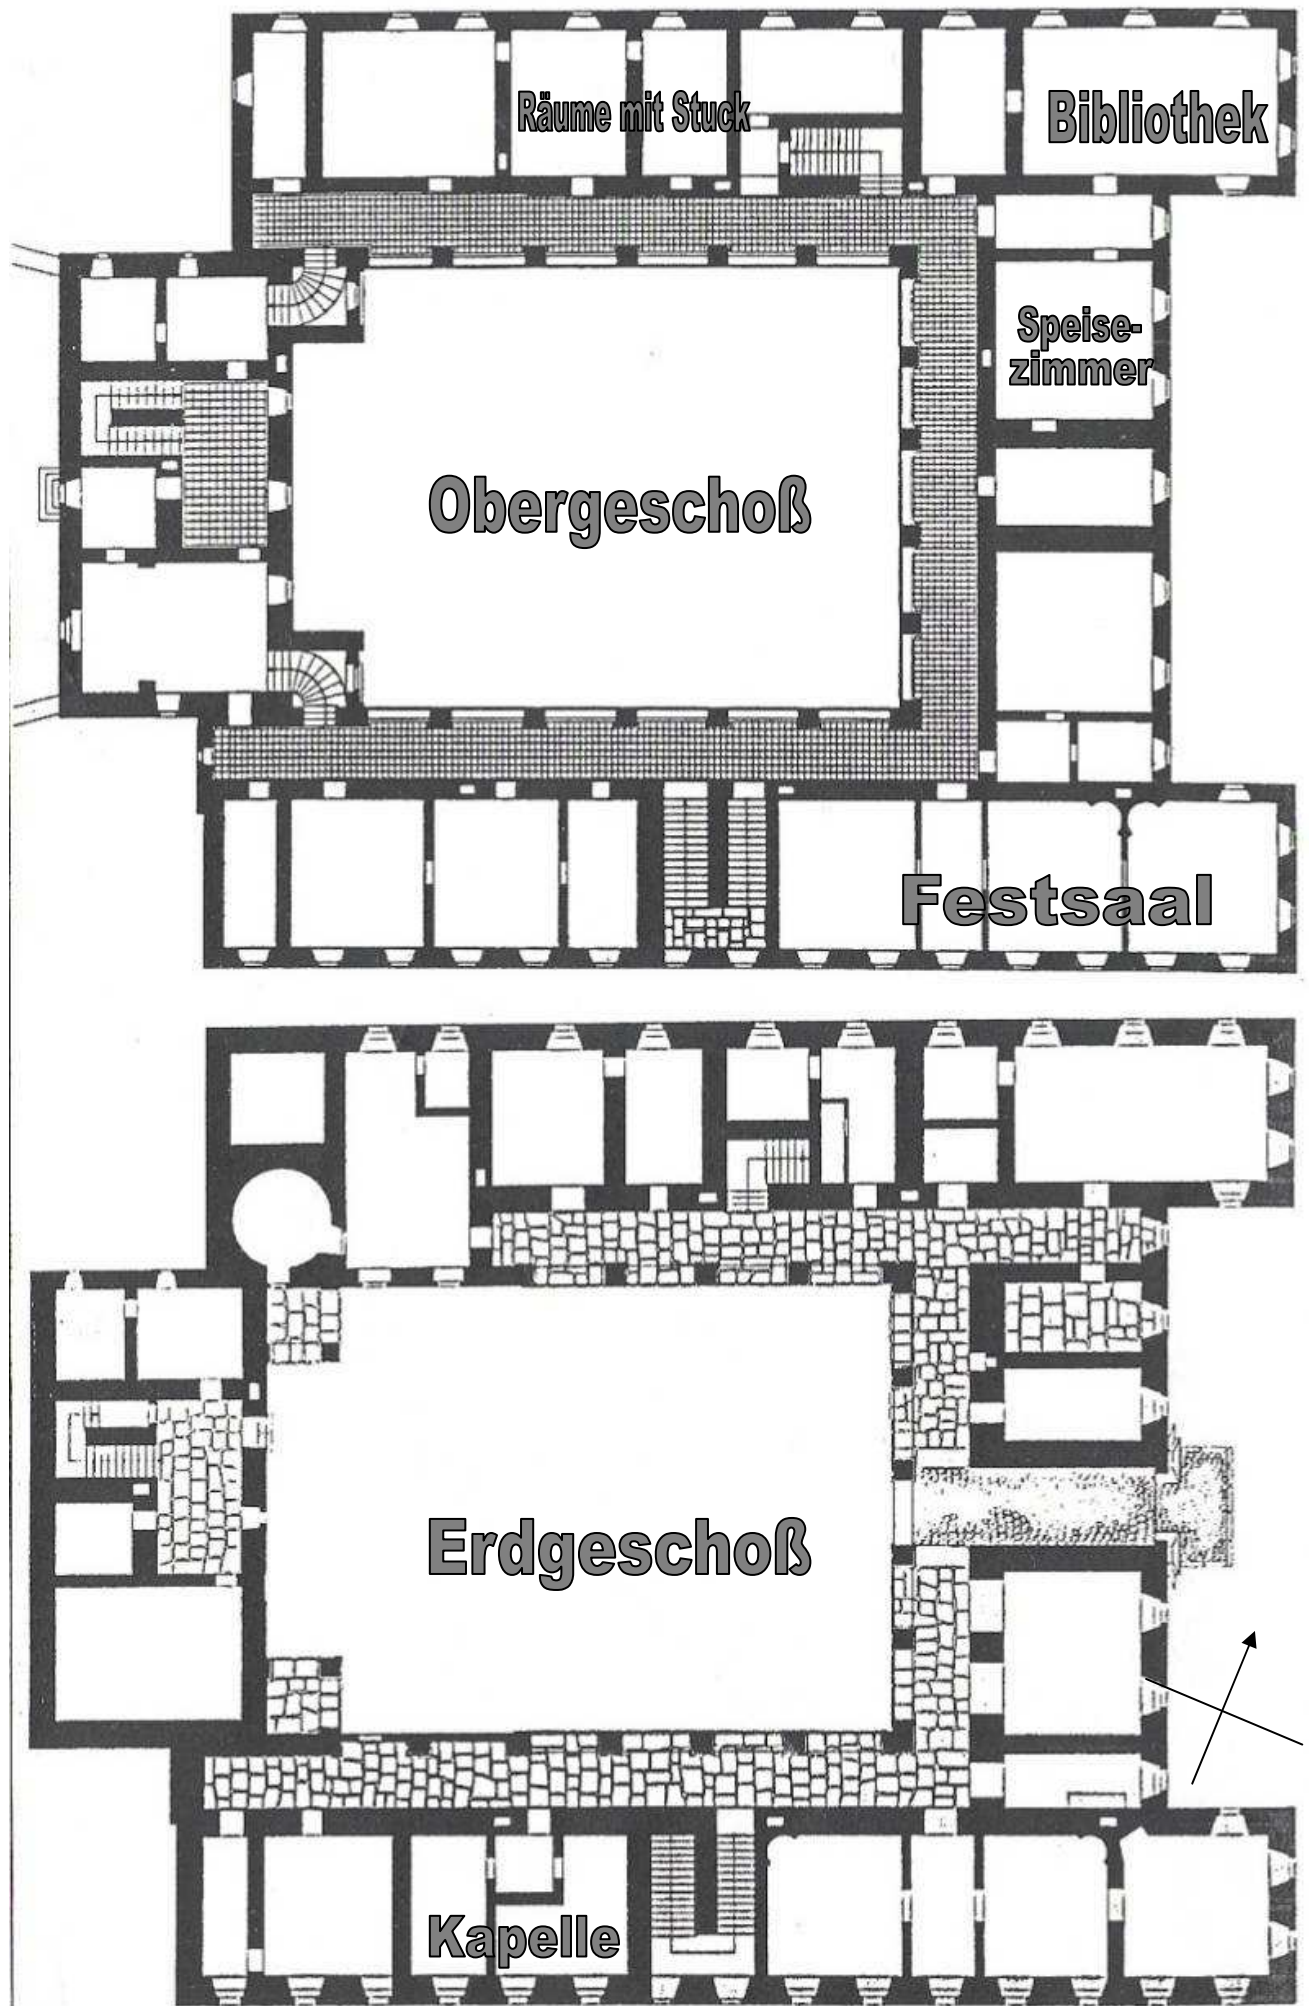 Räume mit Stuck
Bibliothek
Speise-
zimmer
Obergeschoß
Festsaal
Erdgeschoß
Kapelle